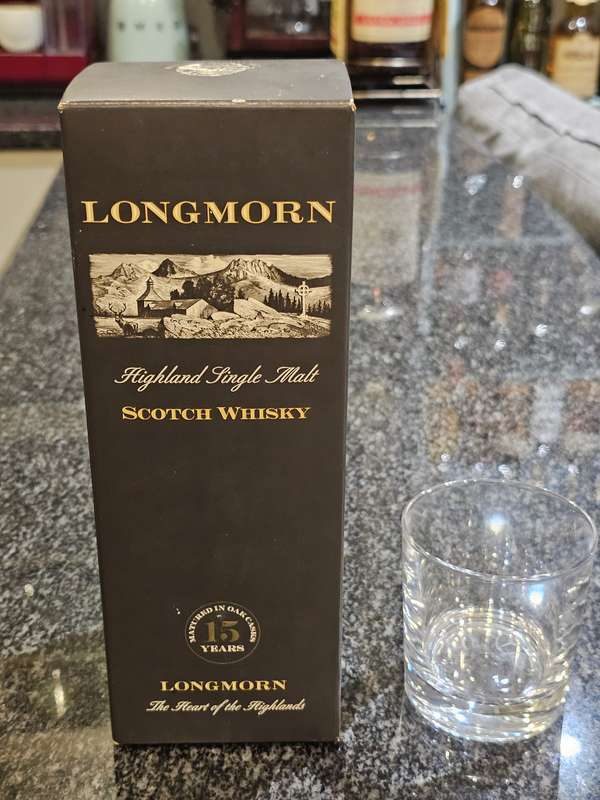 LONGMORN
Highland Single Malt
SCOTCH WHISKY
MATURED IN OAK CASKS
15
YEARS
LONGMORN
The Heart of the Highlands